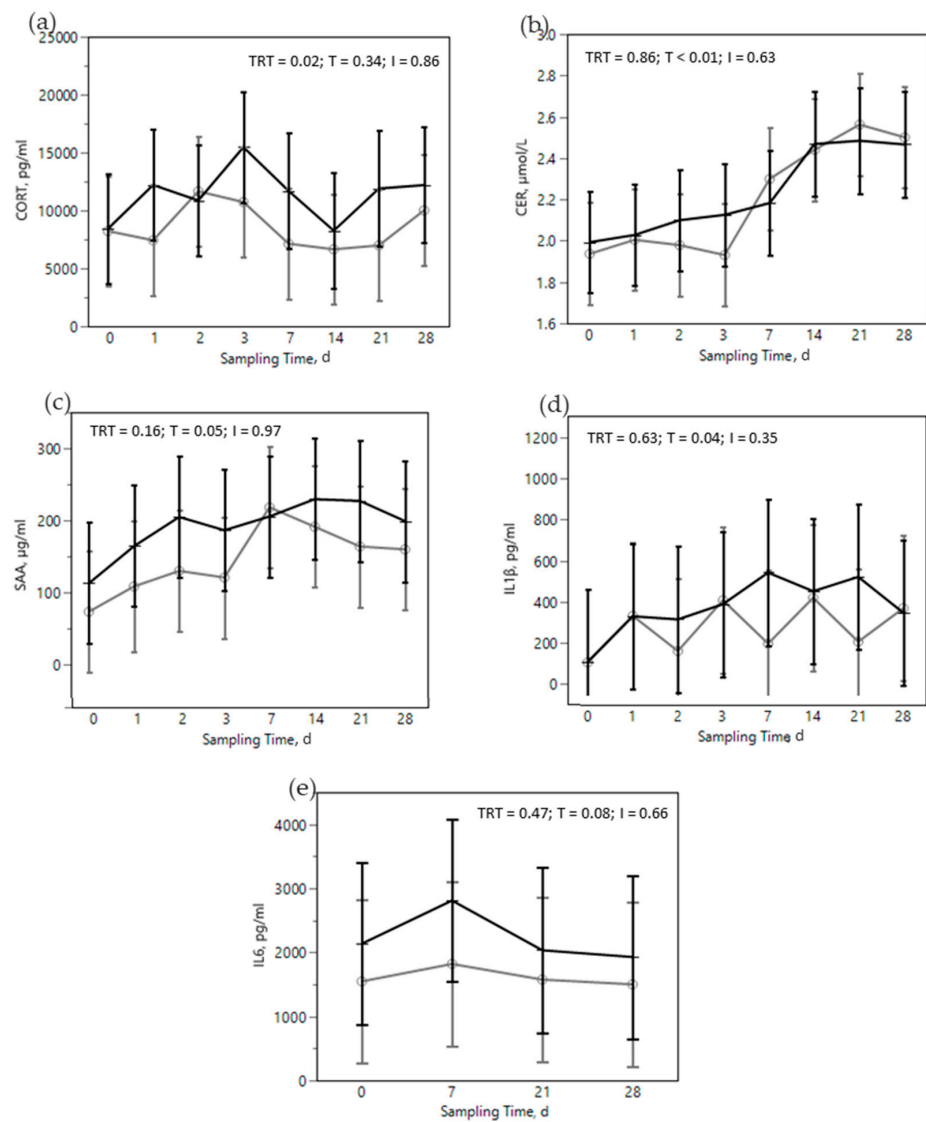 (a)
25000
20000
15000
10000
5000
0
CORT, pg/ml
TRT = 0.02; T = 0.34; I = 0.86
0 1 2 3 7 14 21 28
Sampling Time, d
(b)
3.0
2.8
2.6
2.4
2.2
2.0
1.8
1.6
CER, µmol/L
TRT = 0.86; T < 0.01; I = 0.63
0 1 2 3 7 14 21 28
Sampling Time, d
(c)
300
200
100
0
SAA, µg/ml
TRT = 0.16; T = 0.05; I = 0.97
0 1 2 3 7 14 21 28
Sampling Time, d
(d)
1200
1000
800
600
400
200
0
IL1β, pg/ml
TRT = 0.63; T = 0.04; I = 0.35
0 1 2 3 7 14 21 28
Sampling Time, d
(e)
4000
3000
2000
1000
0
IL6, pg/ml
TRT = 0.47; T = 0.08; I = 0.66
0 7 21 28
Sampling Time, d